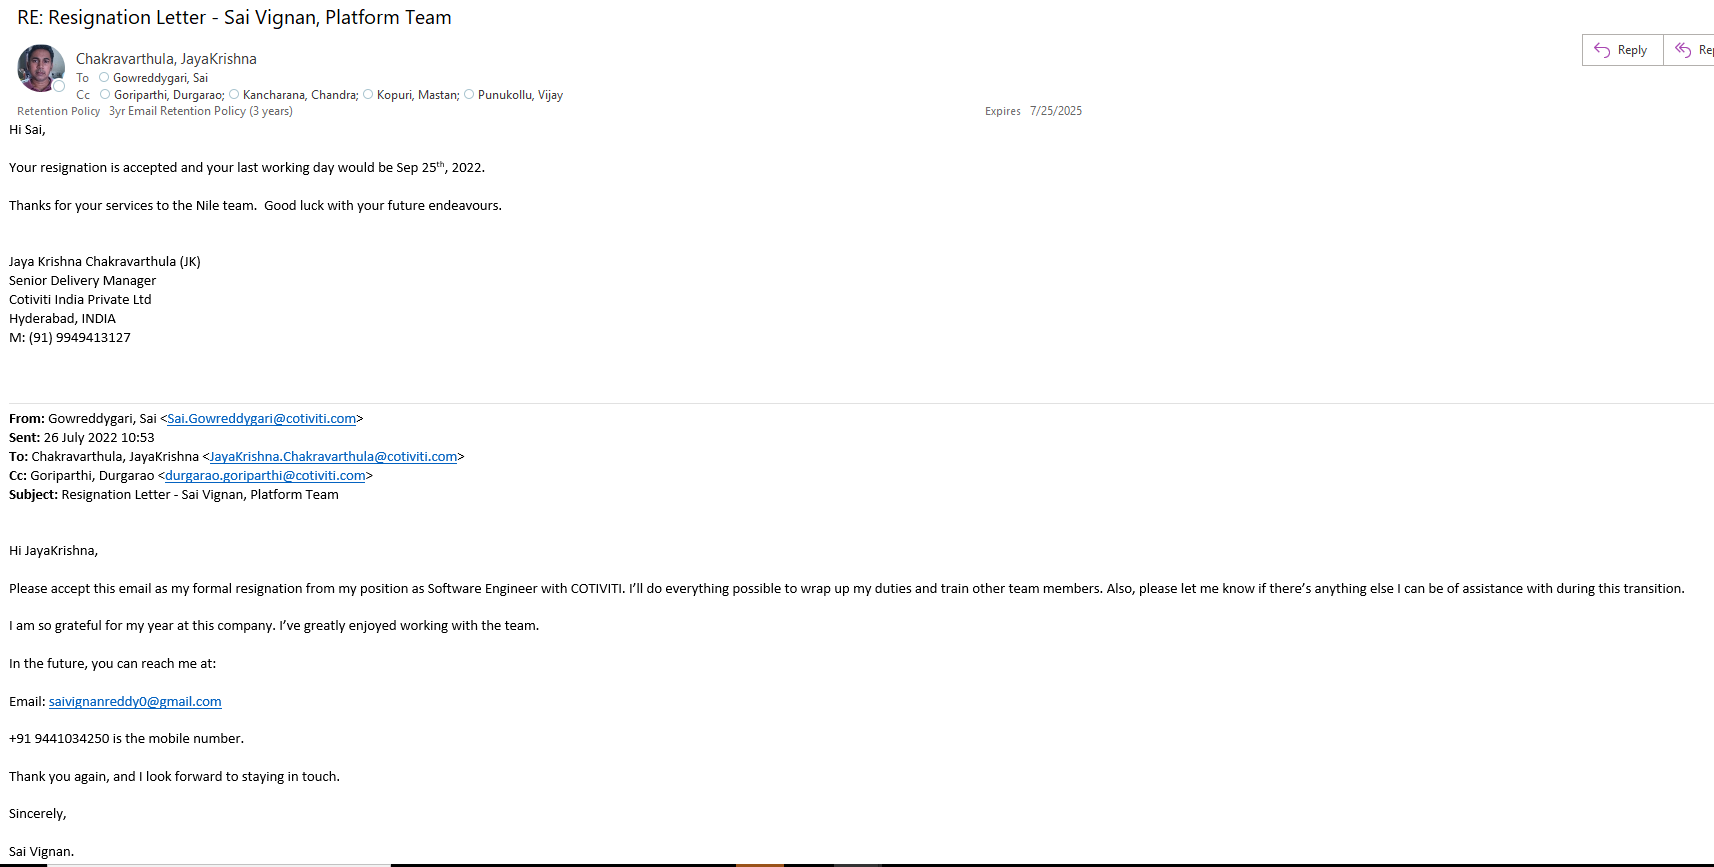 RE: Resignation Letter - Sai Vignan, Platform Team
Chakravarthula, JayaKrishna
To Gowreddygari, Sai
Cc Goriparthi, Durgarao; Kancharana, Chandra; Kopuri, Mastan; Punukollu, Vijay
Reply
Retention Policy 3yr Email Retention Policy (3 years) Expires 7/25/2025
Hi Sai,
Your resignation is accepted and your last working day would be Sep 25th, 2022.
Thanks for your services to the Nile team.  Good luck with your future endeavours.
Jaya Krishna Chakravarthula (JK)
Senior Delivery Manager
Cotiviti India Private Ltd
Hyderabad, INDIA
M: (91) 9949413127
From: Gowreddygari, Sai <Sai.Gowreddygari@cotiviti.com>
Sent: 26 July 2022 10:53
To: Chakravarthula, JayaKrishna <JayaKrishna.Chakravarthula@cotiviti.com>
Cc: Goriparthi, Durgarao <durgarao.goriparthi@cotiviti.com>
Subject: Resignation Letter - Sai Vignan, Platform Team
Hi JayaKrishna,
Please accept this email as my formal resignation from my position as Software Engineer with COTIVITI. I’ll do everything possible to wrap up my duties and train other team members. Also, please let me know if there’s anything else I can be of assistance with during this transition.
I am so grateful for my year at this company. I’ve greatly enjoyed working with the team.
In the future, you can reach me at:
Email: saivignanreddy0@gmail.com
+91 9441034250 is the mobile number.
Thank you again, and I look forward to staying in touch.
Sincerely,
Sai Vignan.